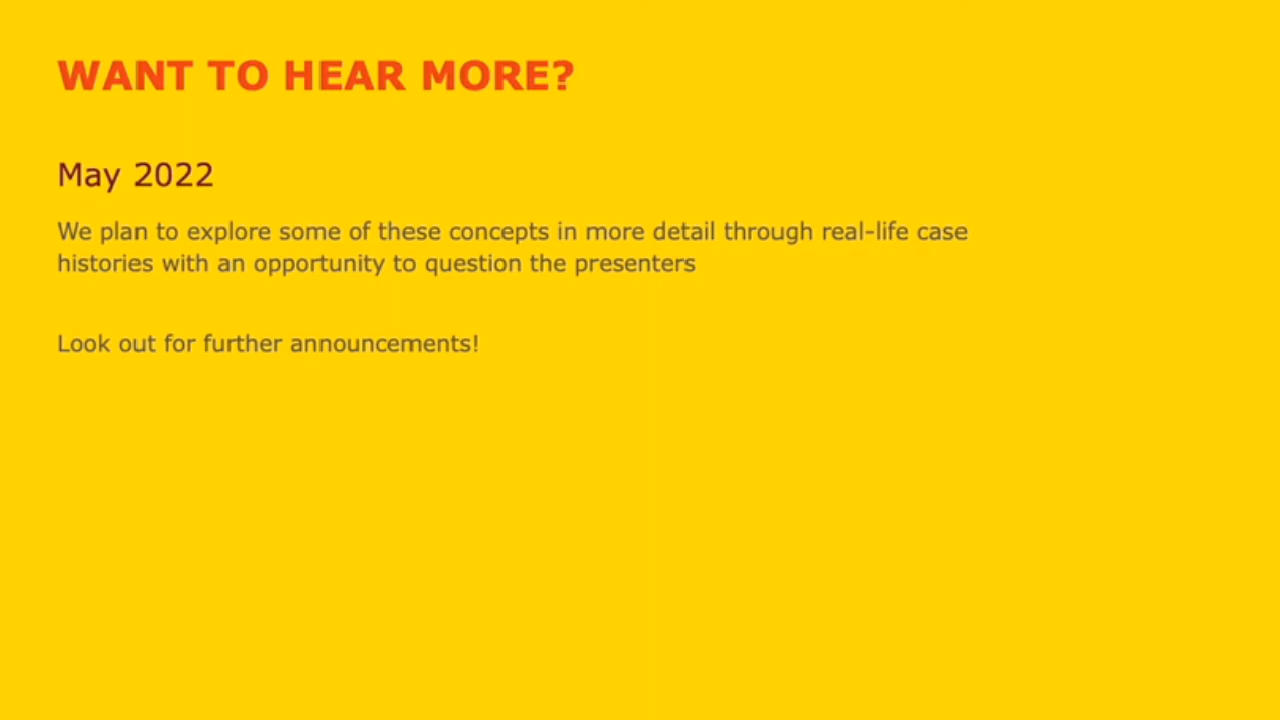 WANT TO HEAR MORE?
May 2022
We plan to explore some of these concepts in more detail through real-life case
histories with an opportunity to question the presenters
Look out for further announcements!